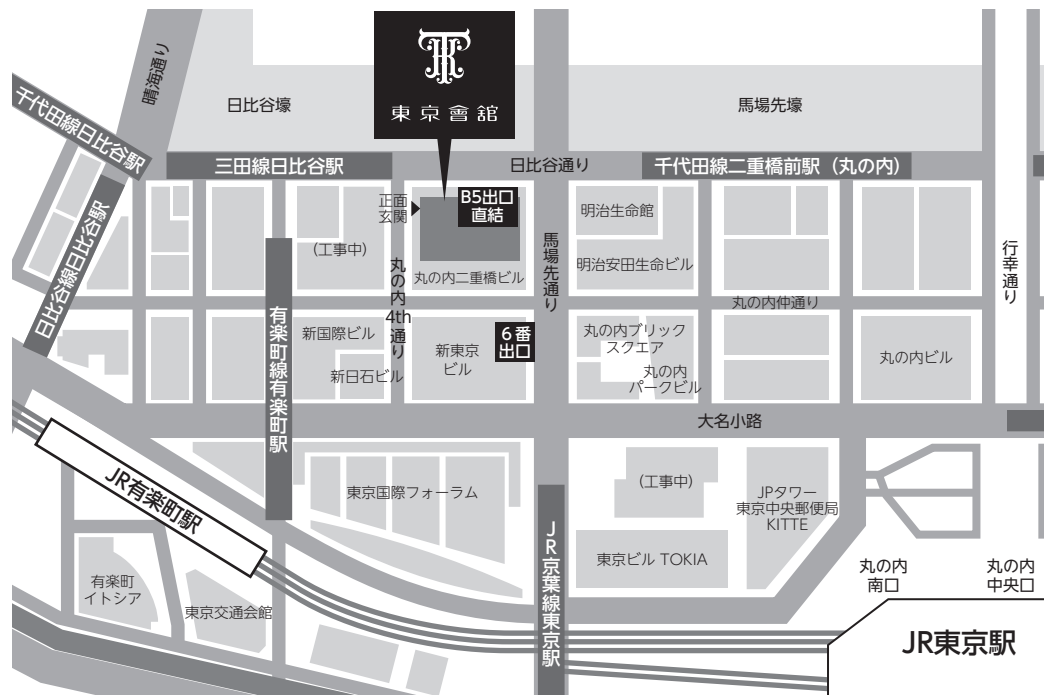 TK
東京會舘
晴海通り
日比谷壕
馬場先壕
千代田線日比谷駅
三田線日比谷駅
日比谷通り
千代田線二重橋前駅（丸の内）
日比谷線日比谷駅
正面
玄関
B5出口
直結
明治生命館
（工事中）
丸の内二重橋ビル
馬場先通り
明治安田生命ビル
行幸通り
丸の内
4th
通り
丸の内仲通り
有楽町線有楽町駅
新国際ビル
新日石ビル
新東京
ビル
6番
出口
丸の内ブリック
スクエア
丸の内
パークビル
丸の内ビル
大名小路
JR有楽町駅
東京国際フォーラム
（工事中）
JPタワー
東京中央郵便局
KITTE
JR京葉線東京駅
東京ビル TOKIA
丸の内
南口
丸の内
中央口
有楽町
イトシア
東京交通会館
JR東京駅